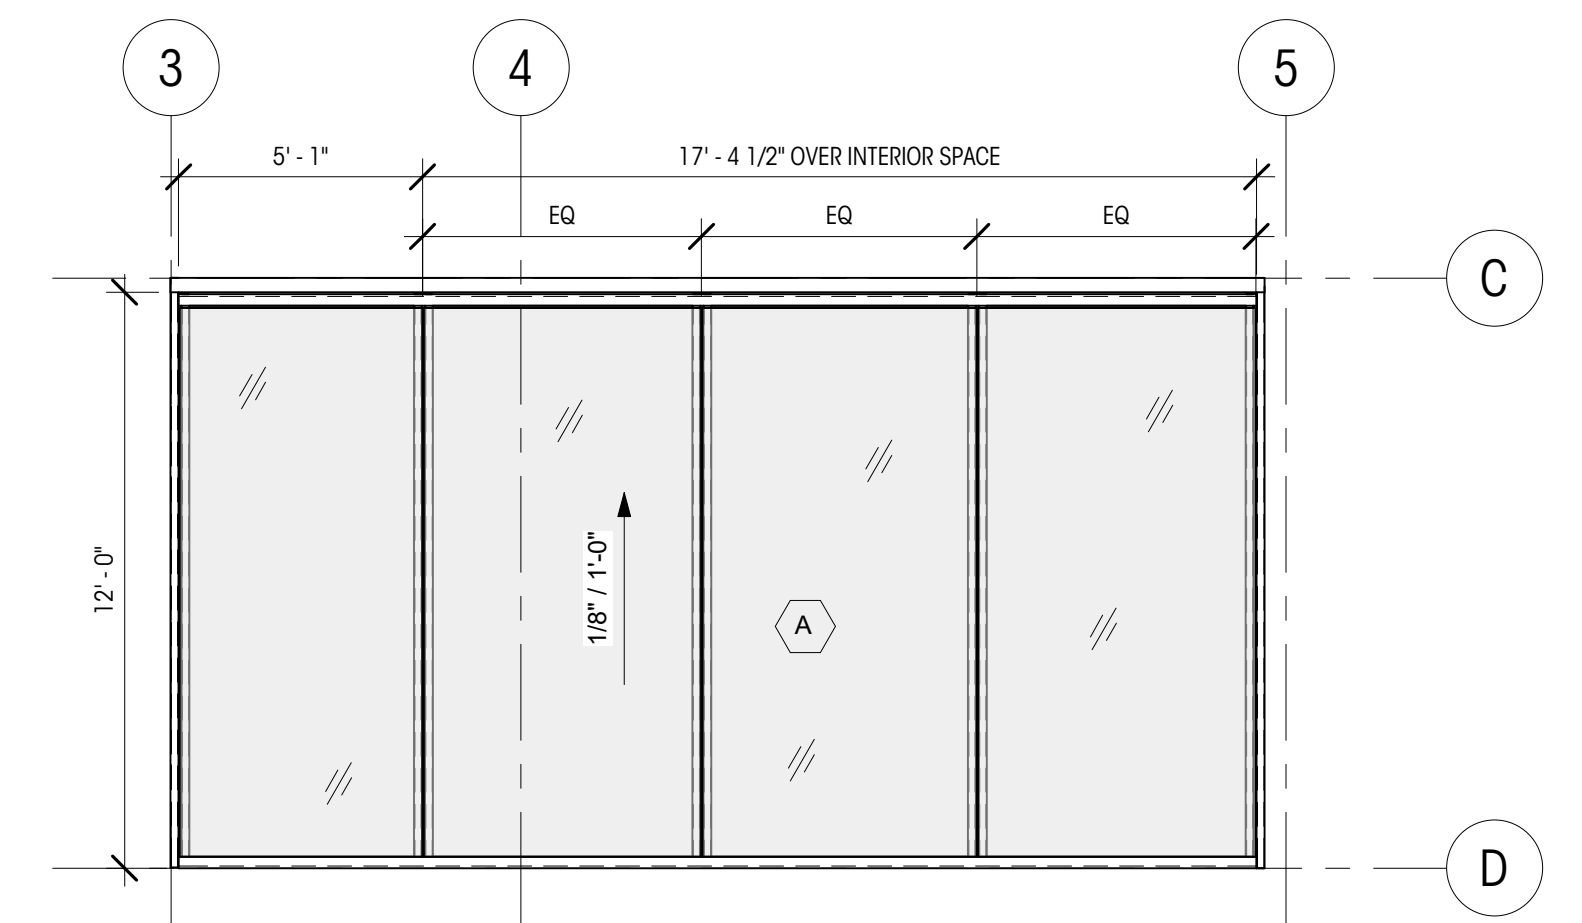 3
4
5
5' - 1"
17' - 4 1/2" OVER INTERIOR SPACE
EQ
EQ
EQ
C
12' - 0"
1/8" / 1'-0"
A
D